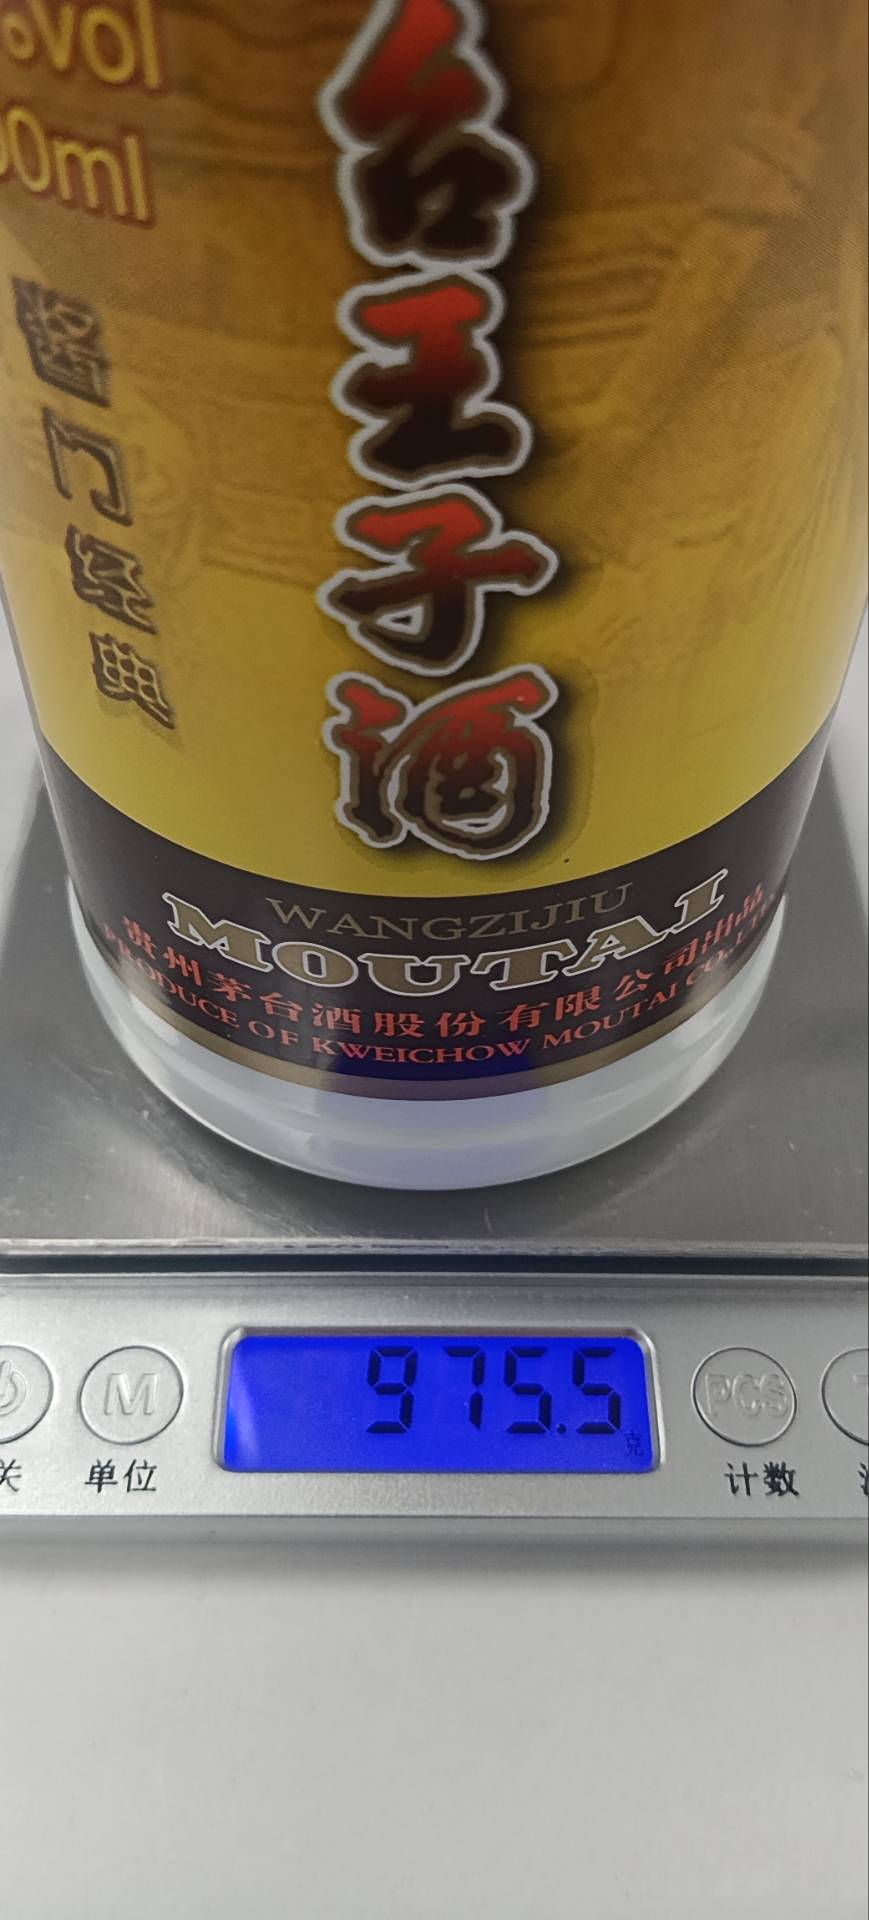 %vol
0ml
酱门经典
台王子酒
WANGZIJIU
MOUTAI
贵州茅台酒股份有限公司出品
PRODUCE OF KWEICHOW MOUTAI CO., LTD.
975.5
克
M
PCS
关
单位
计数